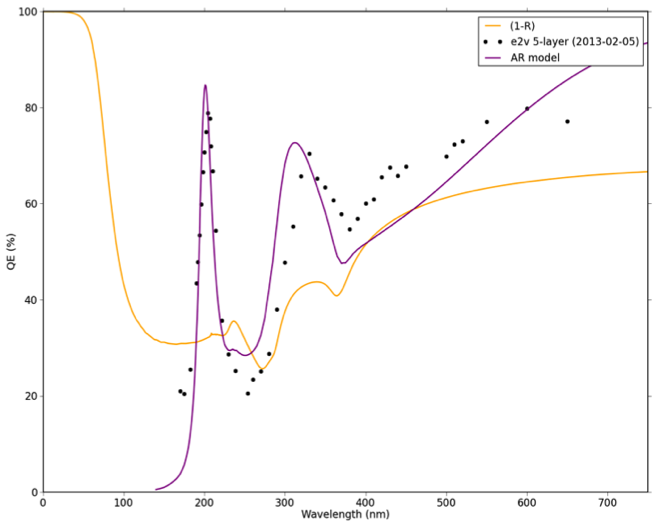 100
(1-R)
e2v 5-layer (2013-02-05)
AR model
80
60
QE (%)
40
20
0
0 100 200 300 400 500 600 700
Wavelength (nm)